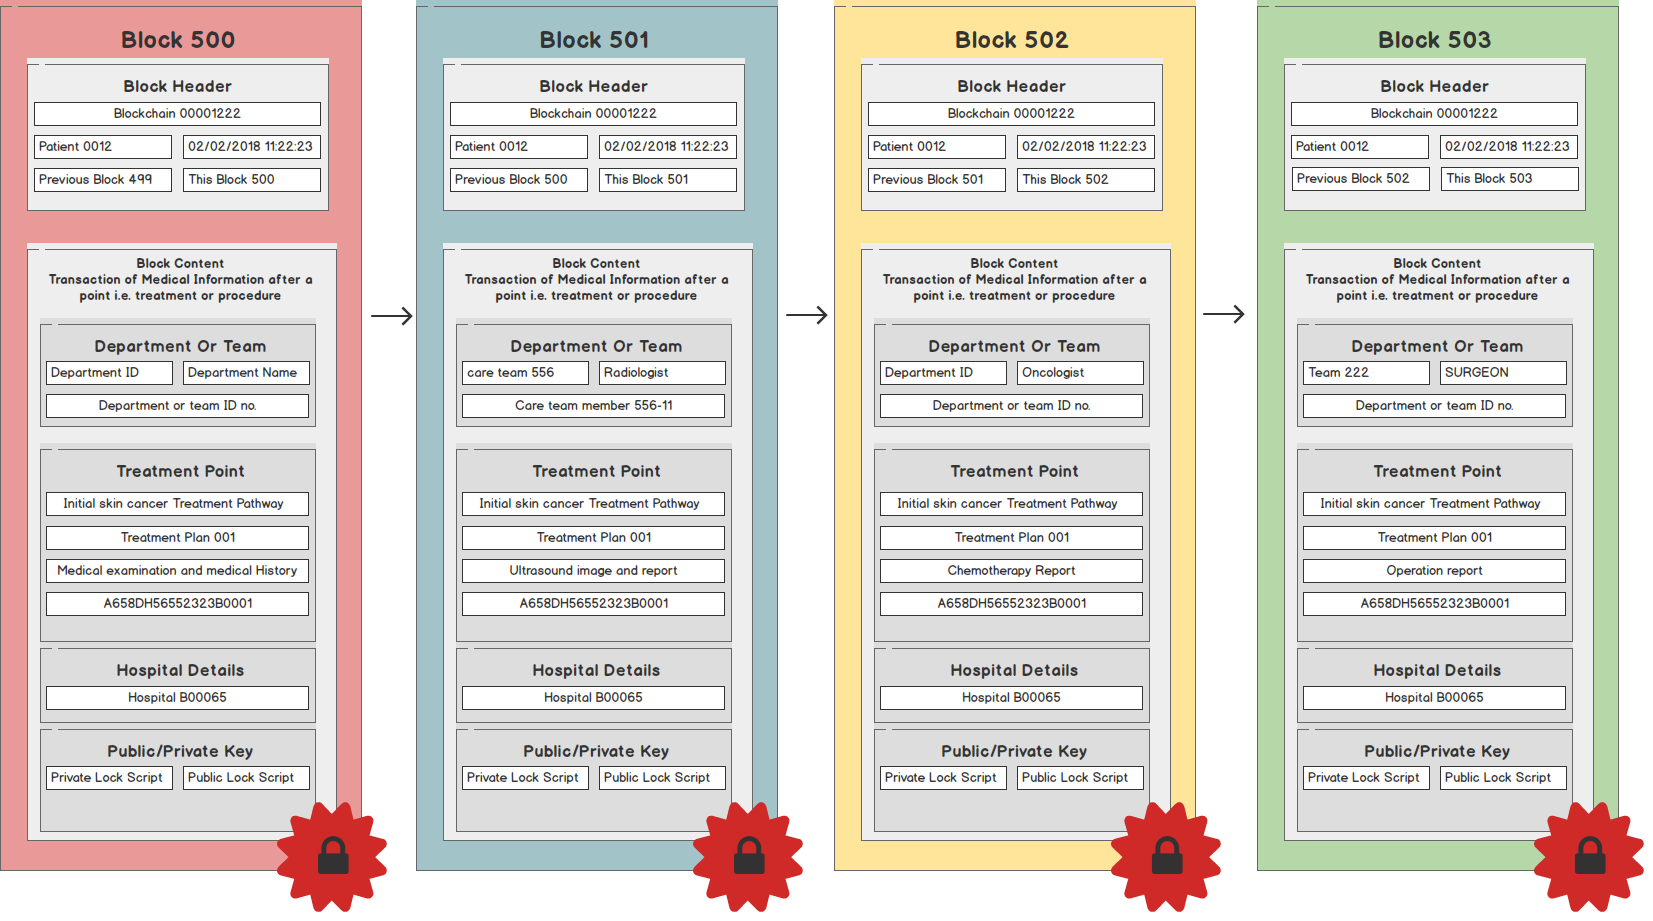 Block 500
Block Header
Blockchain 00001222
Patient 0012
02/02/2018 11:22:23
Previous Block 499
This Block 500
Block Content
Transaction of Medical Information after a
point i.e. treatment or procedure
Department Or Team
Department ID
Department Name
Department or team ID no.
Treatment Point
Initial skin cancer Treatment Pathway
Treatment Plan 001
Medical examination and medical History
A658DH56552323B0001
Hospital Details
Hospital B00065
Public/Private Key
Private Lock Script
Public Lock Script
Block 501
Block Header
Blockchain 00001222
Patient 0012
02/02/2018 11:22:23
Previous Block 500
This Block 501
Block Content
Transaction of Medical Information after a
point i.e. treatment or procedure
Department Or Team
care team 556
Radiologist
Care team member 556-11
Treatment Point
Initial skin cancer Treatment Pathway
Treatment Plan 001
Ultrasound image and report
A658DH56552323B0001
Hospital Details
Hospital B00065
Public/Private Key
Private Lock Script
Public Lock Script
Block 502
Block Header
Blockchain 00001222
Patient 0012
02/02/2018 11:22:23
Previous Block 501
This Block 502
Block Content
Transaction of Medical Information after a
point i.e. treatment or procedure
Department Or Team
Department ID
Oncologist
Department or team ID no.
Treatment Point
Initial skin cancer Treatment Pathway
Treatment Plan 001
Chemotherapy Report
A658DH56552323B0001
Hospital Details
Hospital B00065
Public/Private Key
Private Lock Script
Public Lock Script
Block 503
Block Header
Blockchain 00001222
Patient 0012
02/02/2018 11:22:23
Previous Block 502
This Block 503
Block Content
Transaction of Medical Information after a
point i.e. treatment or procedure
Department Or Team
Team 222
SURGEON
Department or team ID no.
Treatment Point
Initial skin cancer Treatment Pathway
Treatment Plan 001
Operation report
A658DH56552323B0001
Hospital Details
Hospital B00065
Public/Private Key
Private Lock Script
Public Lock Script